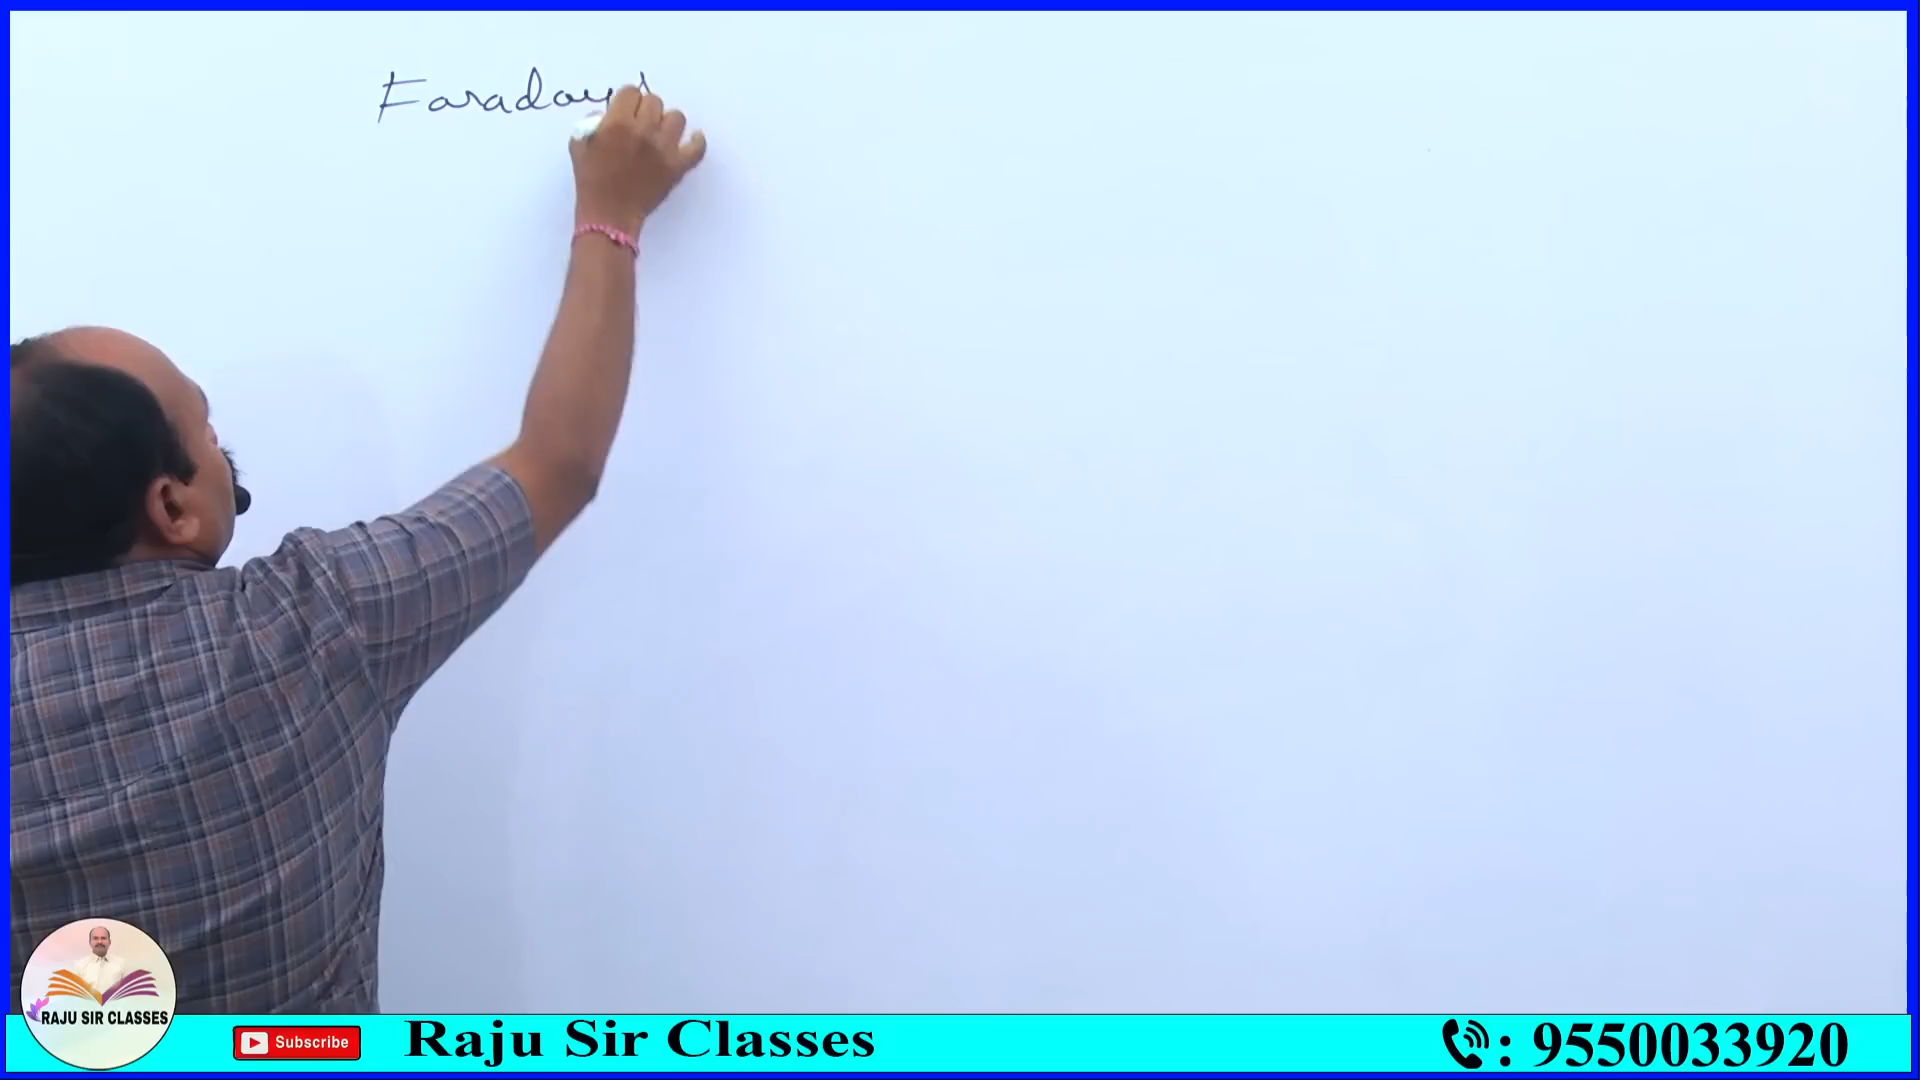 Faraday
RAJU SIR CLASSES
Subscribe
Raju Sir Classes
: 9550033920